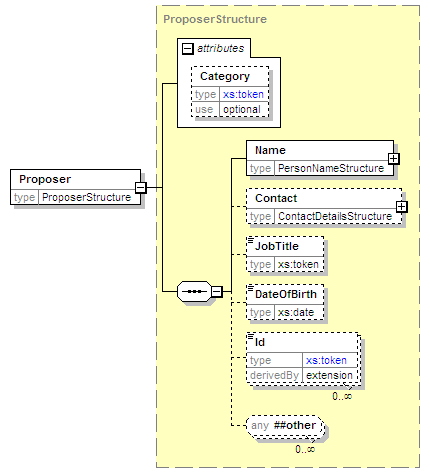 ProposerStructure
attributes
Category
type xs:token
use optional
Proposer
type ProposerStructure
Name
type PersonNameStructure
Contact
type ContactDetailsStructure
JobTitle
type xs:token
DateOfBirth
type xs:date
Id
type xs:token
derivedBy extension
0..∞
any ##other
0..∞